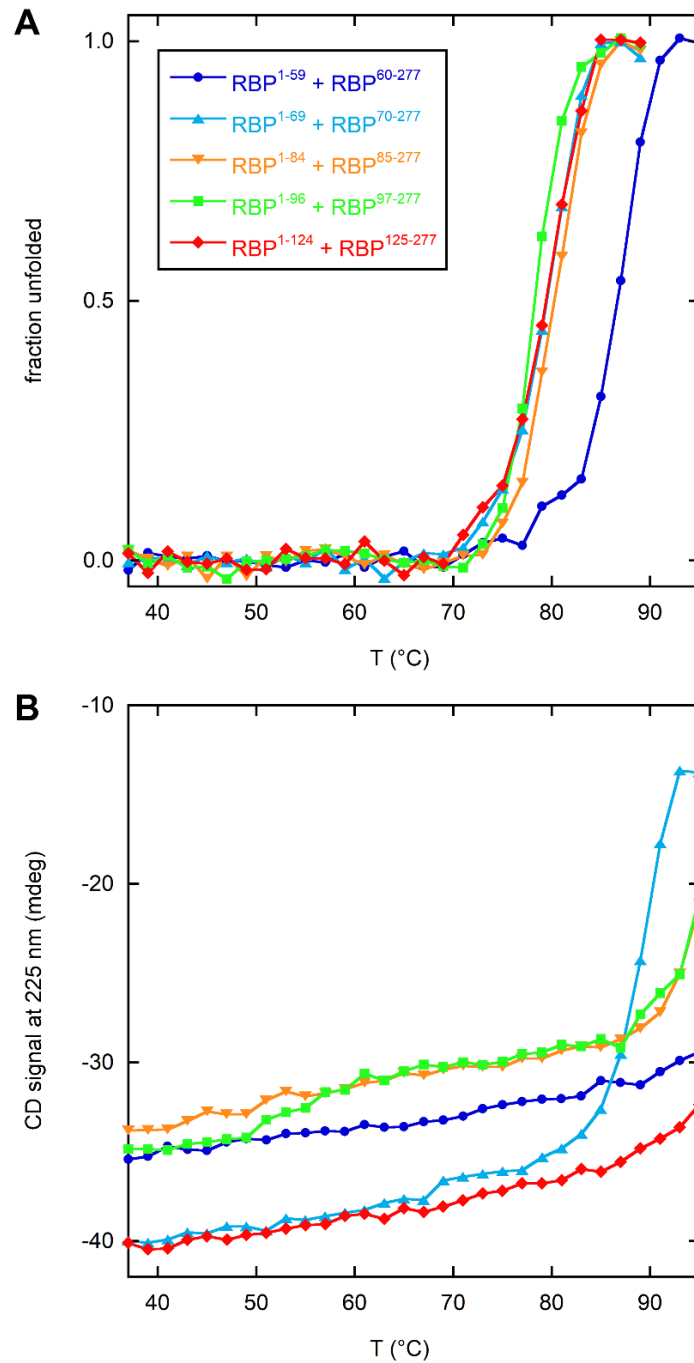 A
1.0
RBP1-59 + RBP60-277
RBP1-69 + RBP70-277
RBP1-84 + RBP85-277
RBP1-96 + RBP97-277
RBP1-124 + RBP125-277
fraction unfolded
0.5
0.0
40 50 60 70 80 90
T (°C)
B
-10
CD signal at 225 nm (mdeg)
-20
-30
-40
40 50 60 70 80 90
T (°C)